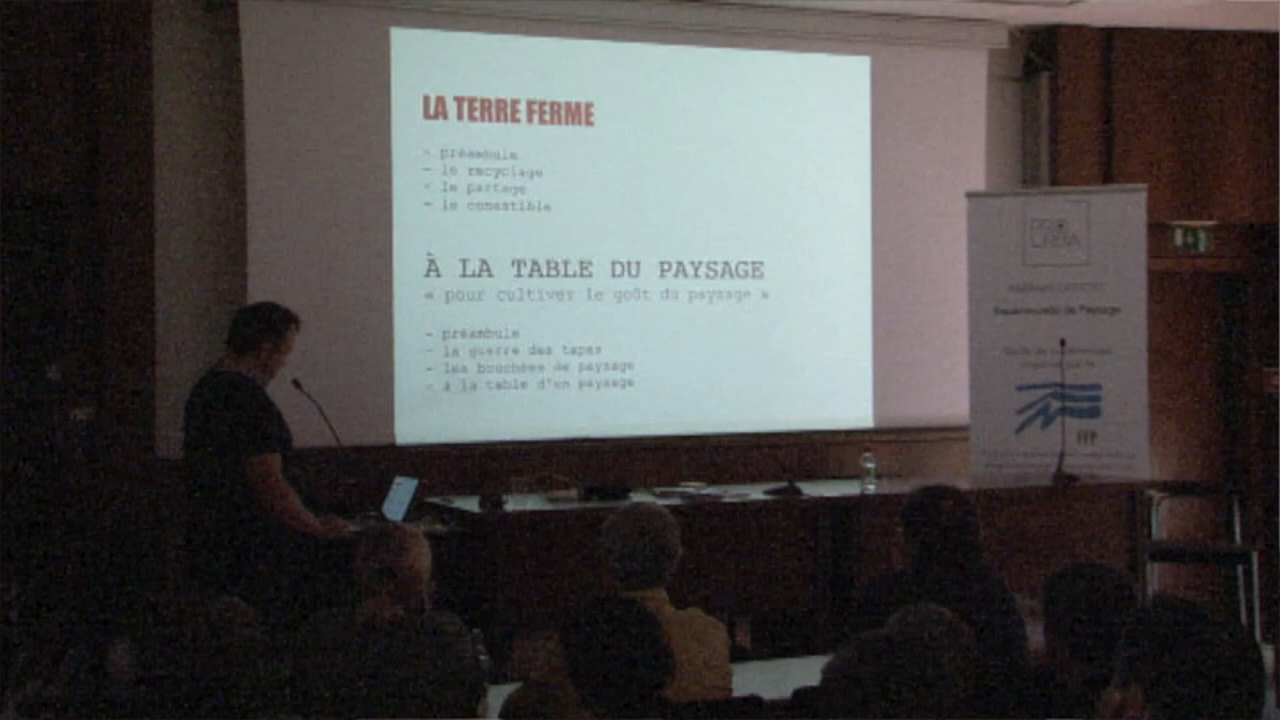 LA TERRE FERME
- préambule
- le recyclage
- le partage
- le comestible
À LA TABLE DU PAYSAGE
« pour cultiver le goût du paysage »
- préambule
- la guerre des tapas
- les bouchées de paysage
- à la table d'un paysage
FFP